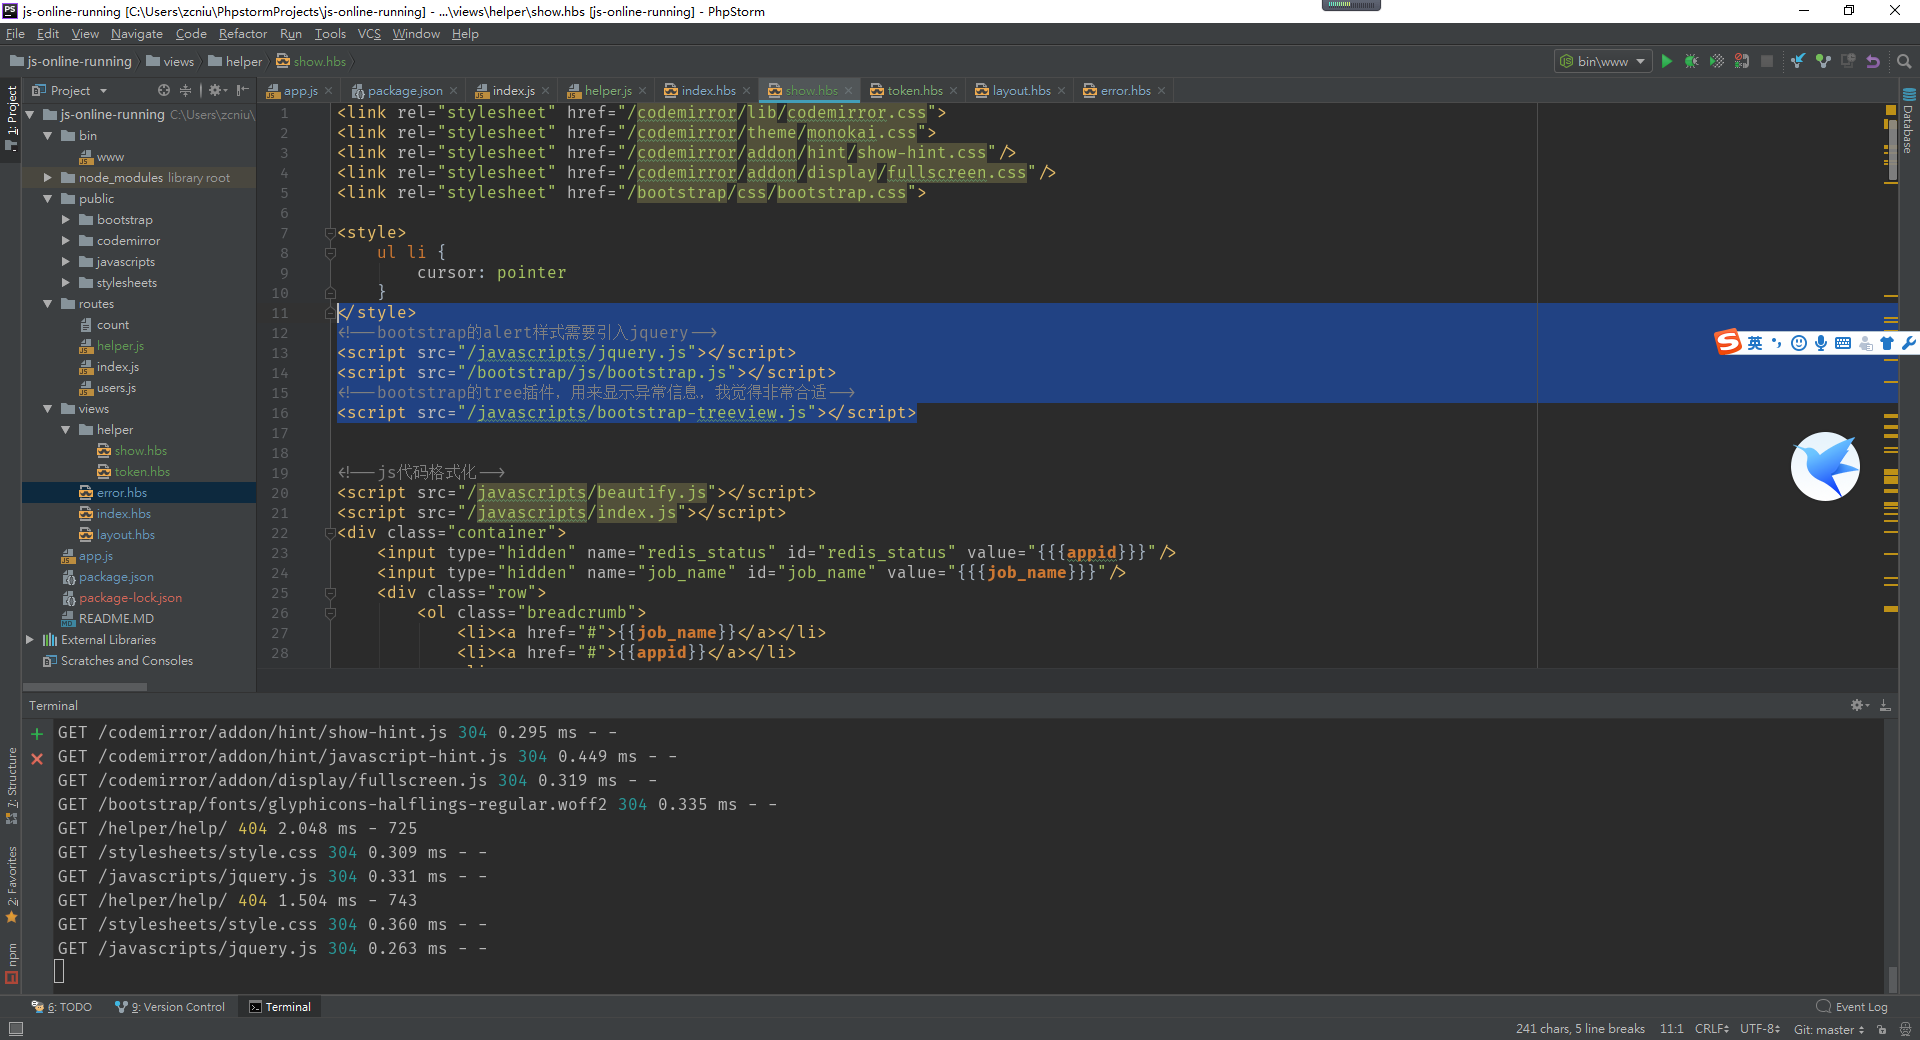 js-online-running [C:\Users\zcniu\PhpstormProjects\js-online-running] - ...\views\helper\show.hbs [js-online-running] - PhpStorm
File Edit View Navigate Code Refactor Run Tools VCS Window Help
js-online-running views helper show.hbs bin\www
Project
app.js package.json index.js helper.js index.hbs show.hbs token.hbs layout.hbs error.hbs
1: Project
7: Structure
2: Favorites
npm
Database
js-online-running C:\Users\zcniu\
bin
www
node_modules library root
public
bootstrap
codemirror
javascripts
stylesheets
routes
count
helper.js
index.js
users.js
views
helper
show.hbs
token.hbs
error.hbs
index.hbs
layout.hbs
app.js
package.json
package-lock.json
README.MD
External Libraries
Scratches and Consoles
1 <link rel="stylesheet" href="/codemirror/lib/codemirror.css">
2 <link rel="stylesheet" href="/codemirror/theme/monokai.css">
3 <link rel="stylesheet" href="/codemirror/addon/hint/show-hint.css"/>
4 <link rel="stylesheet" href="/codemirror/addon/display/fullscreen.css"/>
5 <link rel="stylesheet" href="/bootstrap/css/bootstrap.css">
6
7 <style>
8 ul li {
9 cursor: pointer
10 }
11 </style>
12 <!--bootstrap的alert样式需要引入jquery-->
13 <script src="/javascripts/jquery.js"></script>
14 <script src="/bootstrap/js/bootstrap.js"></script>
15 <!--bootstrap的tree插件，用来显示异常信息，我觉得非常合适-->
16 <script src="/javascripts/bootstrap-treeview.js"></script>
17
18
19 <!--js代码格式化-->
20 <script src="/javascripts/beautify.js"></script>
21 <script src="/javascripts/index.js"></script>
22 <div class="container">
23 <input type="hidden" name="redis_status" id="redis_status" value="{{{appid}}}"/>
24 <input type="hidden" name="job_name" id="job_name" value="{{{job_name}}}"/>
25 <div class="row">
26 <ol class="breadcrumb">
27 <li><a href="#">{{job_name}}</a></li>
28 <li><a href="#">{{appid}}</a></li>
英
Terminal
GET /codemirror/addon/hint/show-hint.js 304 0.295 ms - -
GET /codemirror/addon/hint/javascript-hint.js 304 0.449 ms - -
GET /codemirror/addon/display/fullscreen.js 304 0.319 ms - -
GET /bootstrap/fonts/glyphicons-halflings-regular.woff2 304 0.335 ms - -
GET /helper/help/ 404 2.048 ms - 725
GET /stylesheets/style.css 304 0.309 ms - -
GET /javascripts/jquery.js 304 0.331 ms - -
GET /helper/help/ 404 1.504 ms - 743
GET /stylesheets/style.css 304 0.360 ms - -
GET /javascripts/jquery.js 304 0.263 ms - -
6: TODO 9: Version Control Terminal Event Log
241 chars, 5 line breaks 11:1 CRLF UTF-8 Git: master